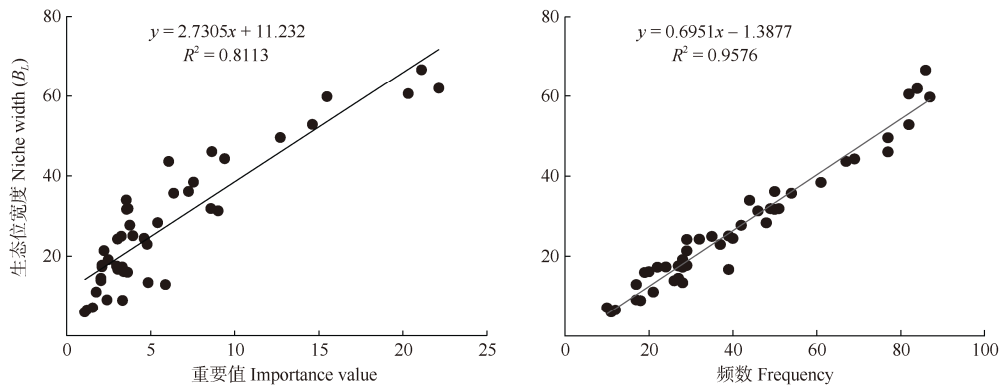 生态位宽度 Niche width (B_L)
80
60
40
20
y = 2.7305x + 11.232
R² = 0.8113
0
5
10
15
20
25
重要值 Importance value
80
60
40
20
y = 0.6951x − 1.3877
R² = 0.9576
0
20
40
60
80
100
频数 Frequency